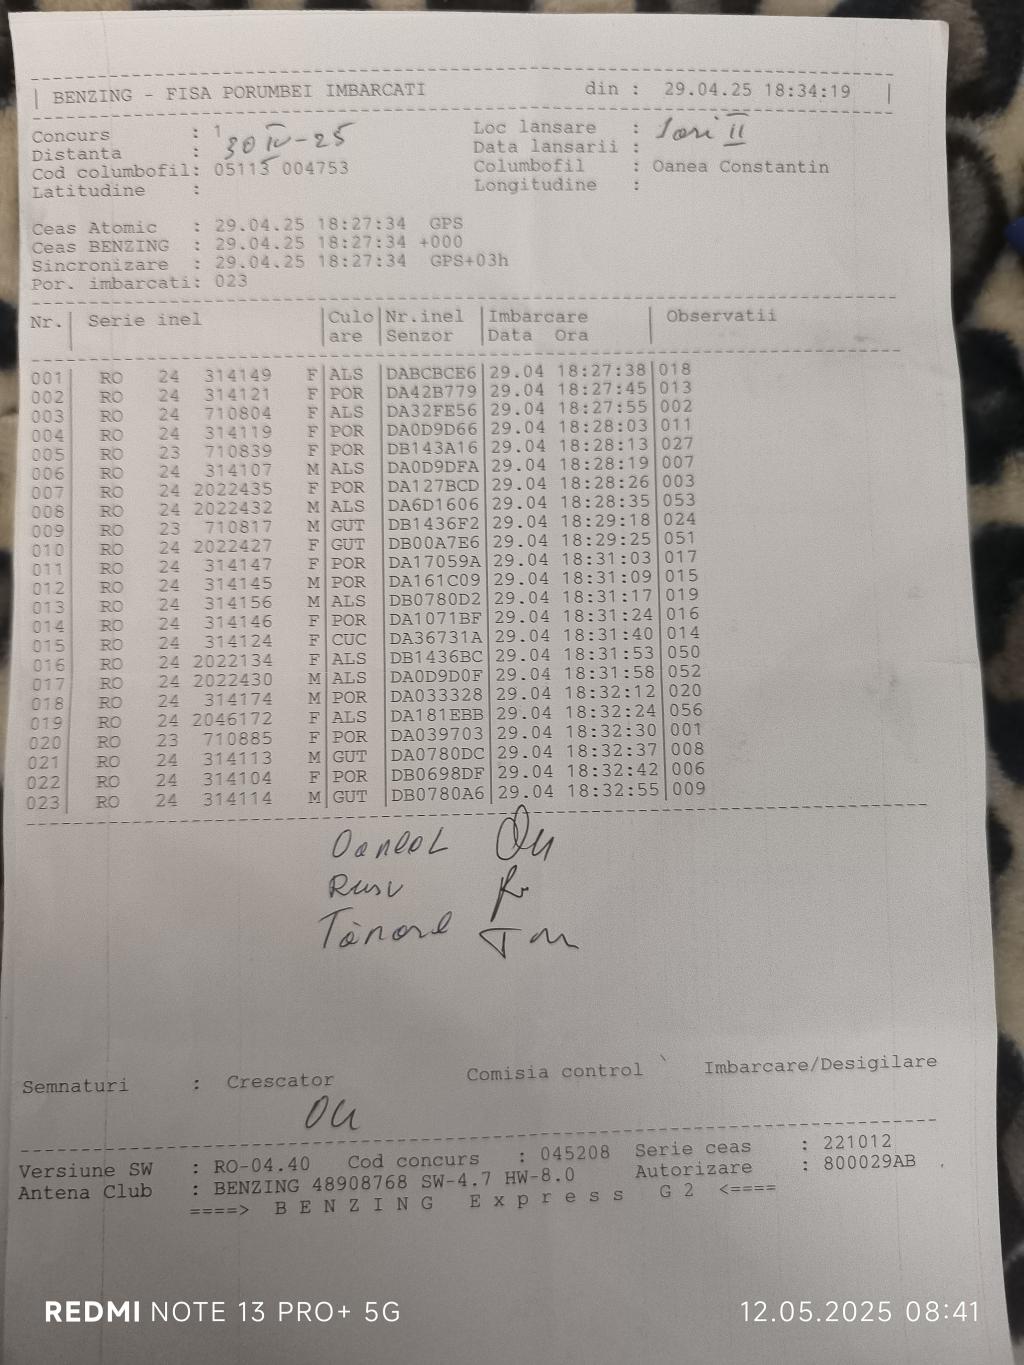 BENZING - FISA PORUMBEI IMBARCATI din : 29.04.25 18:34:19
Concurs : 1 Loc lansare : Iasi II
Distanta : 30 IV-25 Data lansarii :
Cod columbofil: 05115 004753 Columbofil : Oanea Constantin
Latitudine : Longitudine :
Ceas Atomic : 29.04.25 18:27:34 GPS
Ceas BENZING : 29.04.25 18:27:34 +000
Sincronizare : 29.04.25 18:27:34 GPS+03h
Por. imbarcati: 023
Nr. Serie inel Culo Nr.inel Imbarcare Observatii
are Senzor Data Ora
001 RO 24 314149 F ALS DABCBCE6 29.04 18:27:38 018
002 RO 24 314121 F POR DA42B779 29.04 18:27:45 013
003 RO 24 710804 F ALS DA32FE56 29.04 18:27:55 002
004 RO 24 314119 F POR DA0D9D66 29.04 18:28:03 011
005 RO 23 710839 F POR DB143A16 29.04 18:28:13 027
006 RO 24 314107 M ALS DA0D9DFA 29.04 18:28:19 007
007 RO 24 2022435 F POR DA127BCD 29.04 18:28:26 003
008 RO 24 2022432 M ALS DA6D1606 29.04 18:28:35 053
009 RO 23 710817 M GUT DB1436F2 29.04 18:29:18 024
010 RO 24 2022427 F GUT DB00A7E6 29.04 18:29:25 051
011 RO 24 314147 F POR DA17059A 29.04 18:31:03 017
012 RO 24 314145 M POR DA161C09 29.04 18:31:09 015
013 RO 24 314156 M ALS DB0780D2 29.04 18:31:17 019
014 RO 24 314146 F POR DA1071BF 29.04 18:31:24 016
015 RO 24 314124 F CUC DA36731A 29.04 18:31:40 014
016 RO 24 2022134 F ALS DB1436BC 29.04 18:31:53 050
017 RO 24 2022430 M ALS DA0D9D0F 29.04 18:31:58 052
018 RO 24 314174 M POR DA033328 29.04 18:32:12 020
019 RO 24 2046172 F ALS DA181EBB 29.04 18:32:24 056
020 RO 23 710885 F POR DA039703 29.04 18:32:30 001
021 RO 24 314113 M GUT DA0780DC 29.04 18:32:37 008
022 RO 24 314104 F POR DB0698DF 29.04 18:32:42 006
023 RO 24 314114 M GUT DB0780A6 29.04 18:32:55 009
Rusu
Semnaturi : Crescator Comisia control Imbarcare/Desigilare
Versiune SW : RO-04.40 Cod concurs : 045208 Serie ceas : 221012
Antena Club : BENZING 48908768 SW-4.7 HW-8.0 Autorizare : 800029AB
====> B E N Z I N G E x p r e s s G 2 <====
REDMI NOTE 13 PRO+ 5G 12.05.2025 08:41